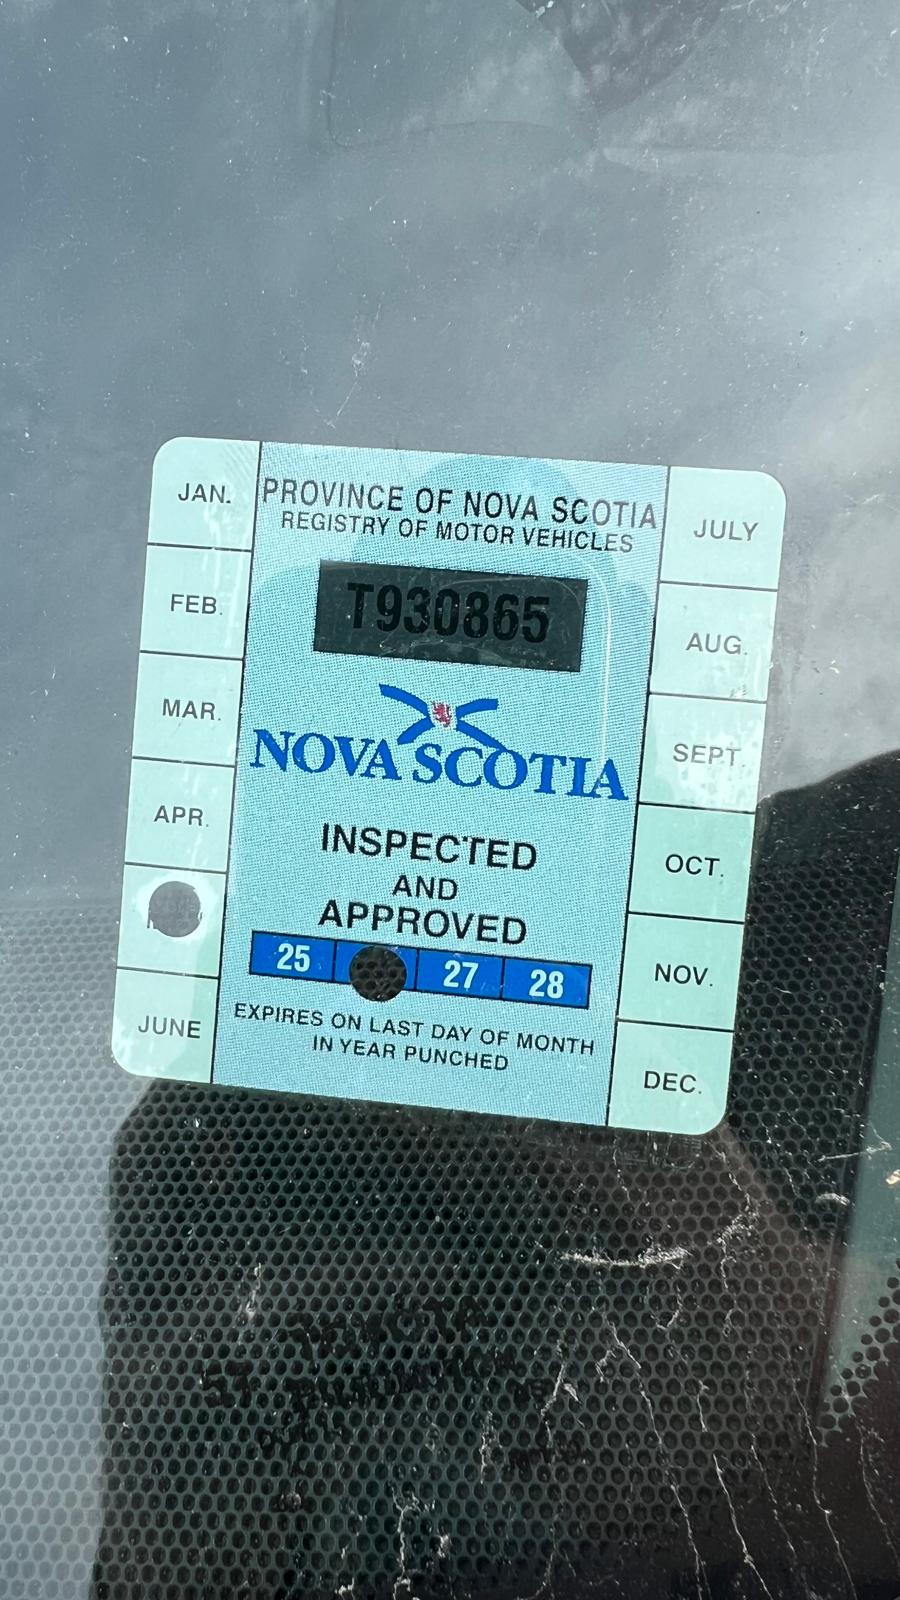 JAN.
FEB.
MAR.
APR.
JUNE
PROVINCE OF NOVA SCOTIA
REGISTRY OF MOTOR VEHICLES
T930865
NOVA SCOTIA
INSPECTED
AND
APPROVED
25 27 28
EXPIRES ON LAST DAY OF MONTH
IN YEAR PUNCHED
JULY
AUG.
SEPT.
OCT.
NOV.
DEC.
TOYOTA